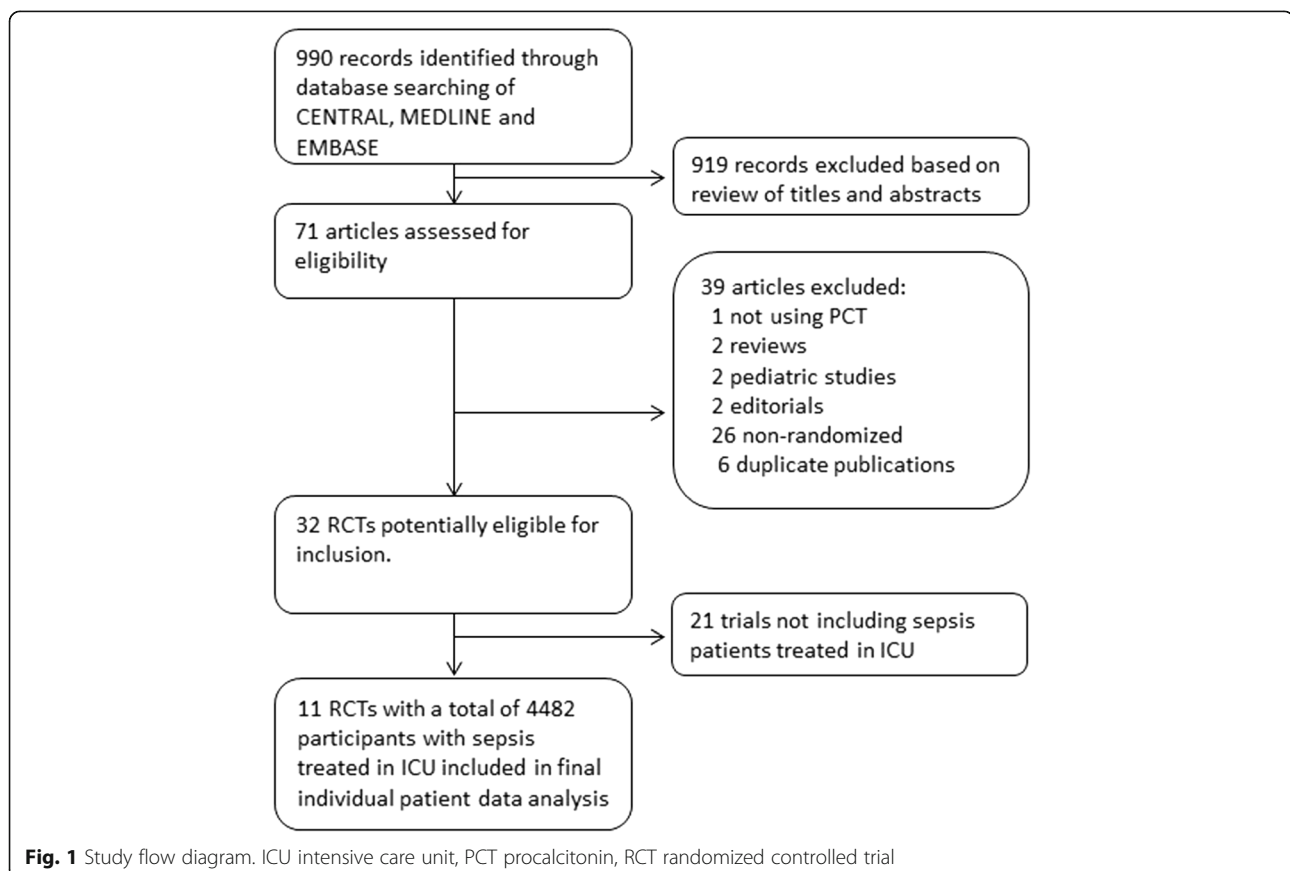 990 records identified through
database searching of
CENTRAL, MEDLINE and
EMBASE
919 records excluded based on
review of titles and abstracts
71 articles assessed for
eligibility
39 articles excluded:
1 not using PCT
2 reviews
2 pediatric studies
2 editorials
26 non-randomized
6 duplicate publications
32 RCTs potentially eligible for
inclusion.
21 trials not including sepsis
patients treated in ICU
11 RCTs with a total of 4482
participants with sepsis
treated in ICU included in final
individual patient data analysis
Fig. 1 Study flow diagram. ICU intensive care unit, PCT procalcitonin, RCT randomized controlled trial